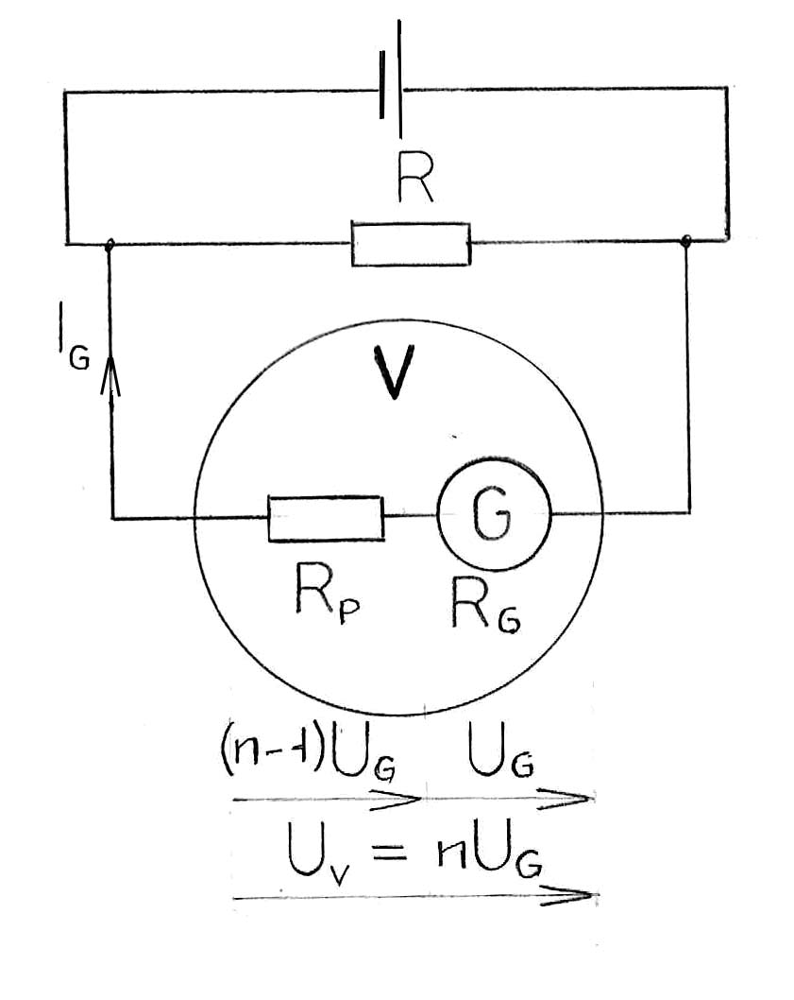 R
I_G
V
G
R_P R_G
(n-1)U_G U_G
U_V = nU_G